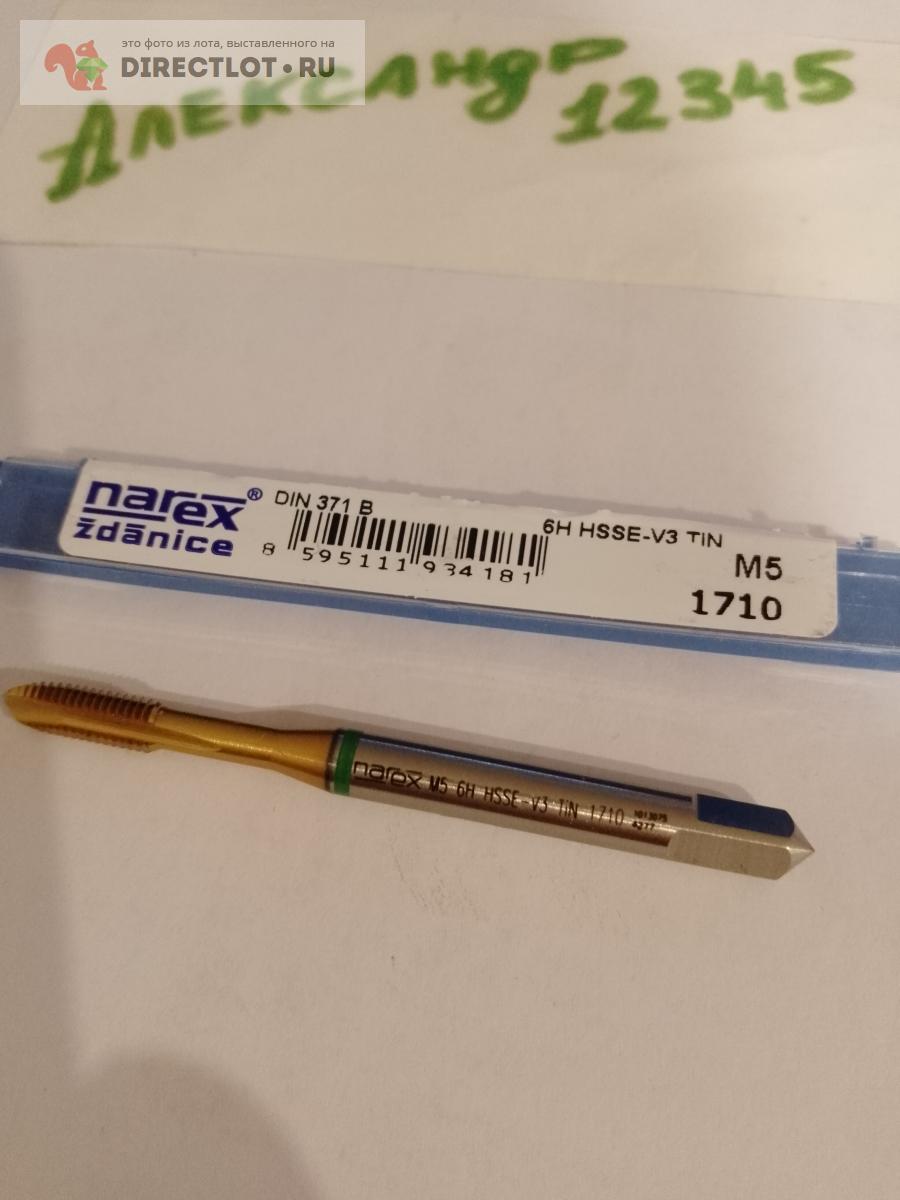 это фото из лота, выставленного на
DIRECTLOT•RU
Александр
12345
narex®
ždánice
DIN 371 B
6H HSSE-V3 TiN
8 595111 934181
M5
1710
narex M5 6H HSSE-V3 TiN 1710
4277